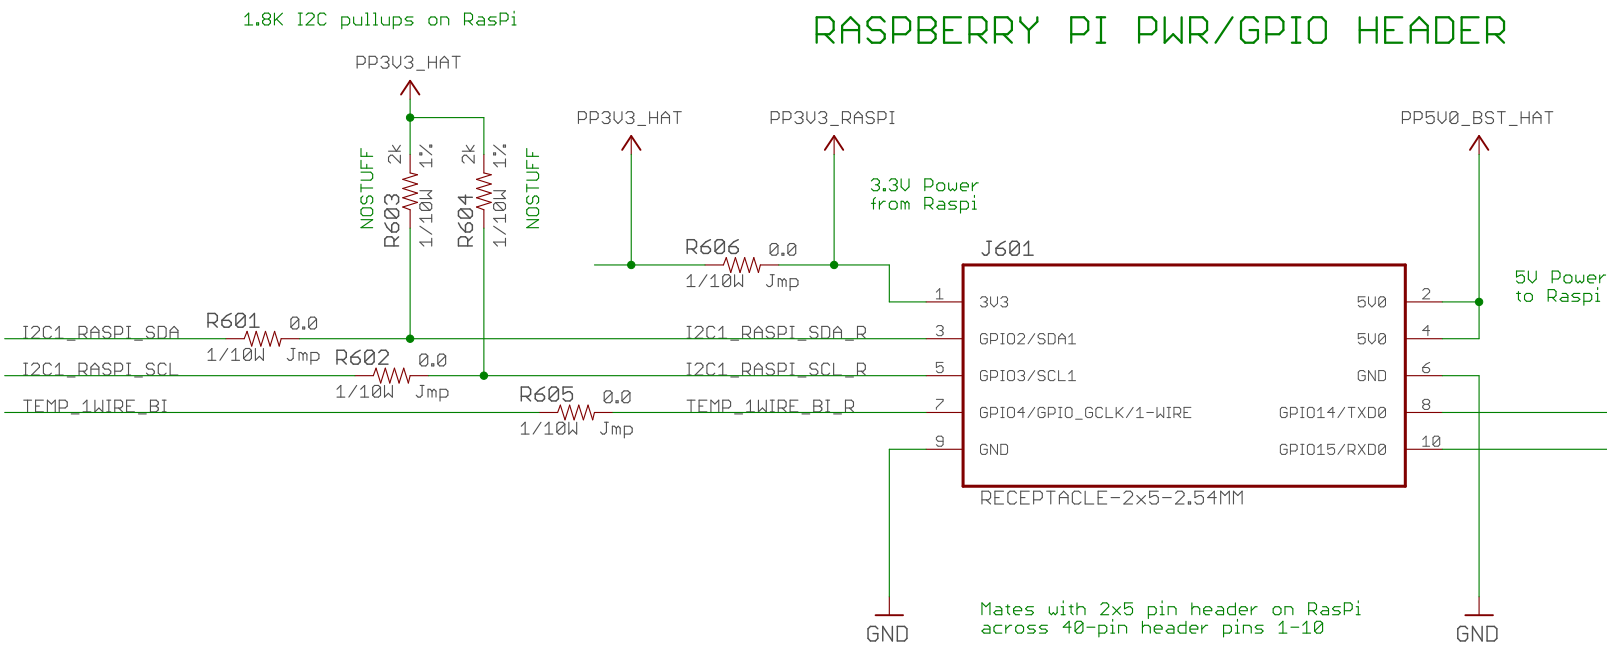 1.8K I2C pullups on RasPi
RASPBERRY PI PWR/GPIO HEADER
PP3V3_HAT
PP3V3_HAT
PP3V3_RASPI
PP5V0_BST_HAT
NOSTUFF
R603
2k
1/10W
1%
R604
2k
1/10W
1%
NOSTUFF
3.3V Power
from Raspi
R606
0.0
1/10W
Jmp
J601
5V Power
to Raspi
1
3V3
5V0
2
I2C1_RASPI_SDA
R601
0.0
1/10W
Jmp
I2C1_RASPI_SDA_R
3
GPIO2/SDA1
5V0
4
I2C1_RASPI_SCL
R602
0.0
1/10W
Jmp
I2C1_RASPI_SCL_R
5
GPIO3/SCL1
GND
6
TEMP_1WIRE_BI
R605
0.0
1/10W
Jmp
TEMP_1WIRE_BI_R
7
GPIO4/GPIO_GCLK/1-WIRE
GPIO14/TXD0
8
9
GND
GPIO15/RXD0
10
RECEPTACLE-2x5-2.54MM
GND
Mates with 2x5 pin header on RasPi
across 40-pin header pins 1-10
GND